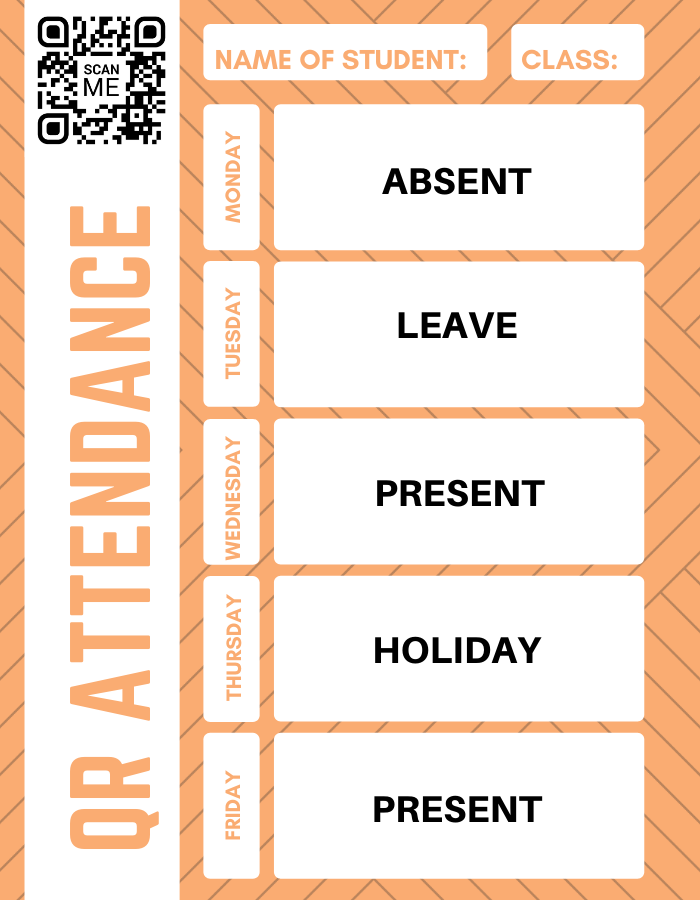 SCAN
ME
QR ATTENDANCE
NAME OF STUDENT:
CLASS:
MONDAY
ABSENT
TUESDAY
LEAVE
WEDNESDAY
PRESENT
THURSDAY
HOLIDAY
FRIDAY
PRESENT